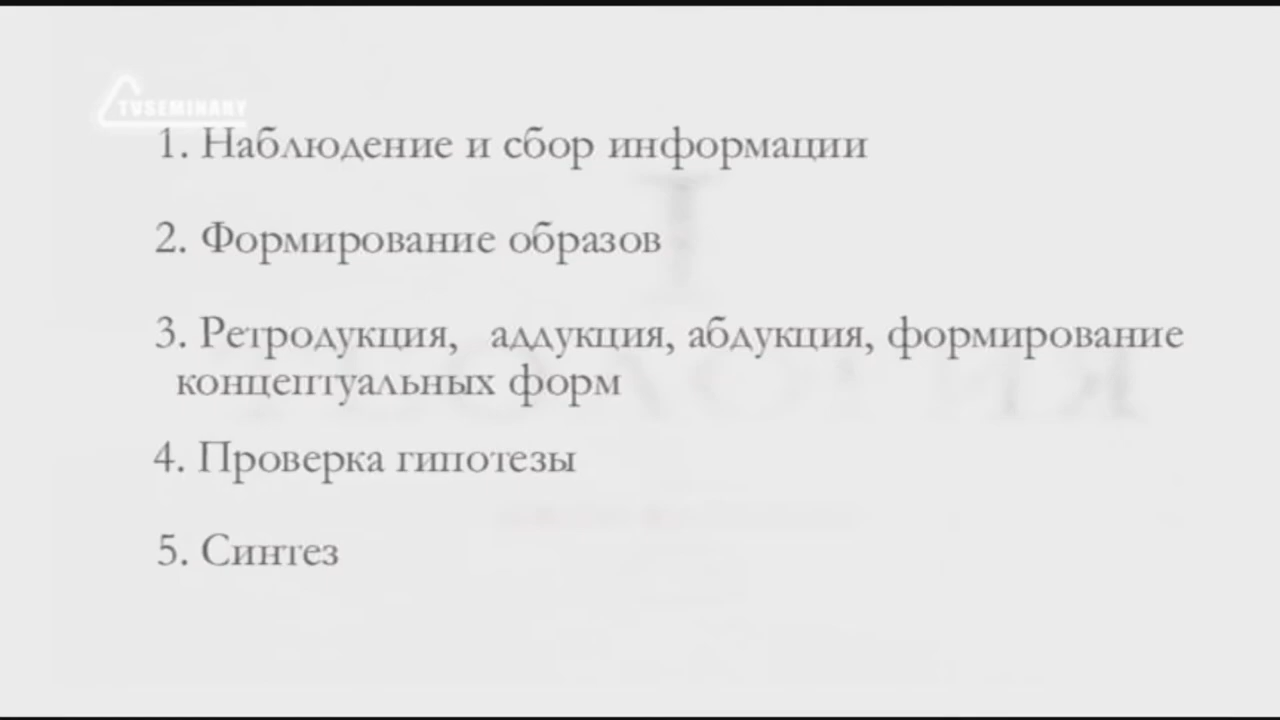 TVSEMINARY
1. Наблюдение и сбор информации
2. Формирование образов
3. Ретродукция, аддукция, абдукция, формирование
концептуальных форм
4. Проверка гипотезы
5. Синтез